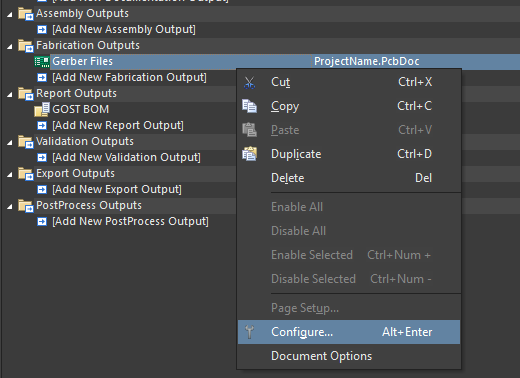 Assembly Outputs
[Add New Assembly Output]
Fabrication Outputs
Gerber Files ProjectName.PcbDoc
[Add New Fabrication Output]
Report Outputs
GOST BOM
[Add New Report Output]
Validation Outputs
[Add New Validation Output]
Export Outputs
[Add New Export Output]
PostProcess Outputs
[Add New PostProcess Output]
Cut Ctrl+X
Copy Ctrl+C
Paste Ctrl+V
Duplicate Ctrl+D
Delete Del
Enable All
Disable All
Enable Selected Ctrl+Num +
Disable Selected Ctrl+Num -
Page Setup...
Configure... Alt+Enter
Document Options